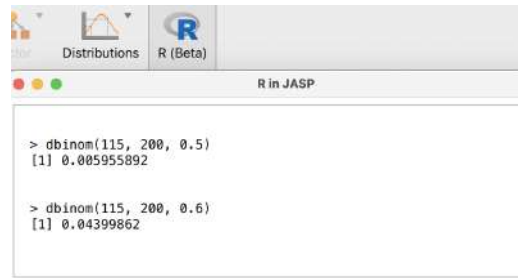 Distributions
R (Beta)
R in JASP
> dbinom(115, 200, 0.5)
[1] 0.005955892
> dbinom(115, 200, 0.6)
[1] 0.04399862